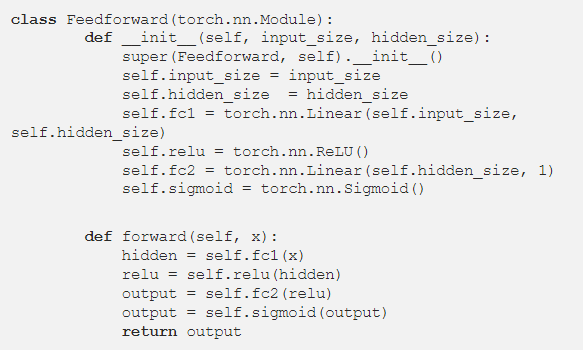 class Feedforward(torch.nn.Module):
        def __init__(self, input_size, hidden_size):
            super(Feedforward, self).__init__()
            self.input_size = input_size
            self.hidden_size  = hidden_size
            self.fc1 = torch.nn.Linear(self.input_size,
self.hidden_size)
            self.relu = torch.nn.ReLU()
            self.fc2 = torch.nn.Linear(self.hidden_size, 1)
            self.sigmoid = torch.nn.Sigmoid()

        def forward(self, x):
            hidden = self.fc1(x)
            relu = self.relu(hidden)
            output = self.fc2(relu)
            output = self.sigmoid(output)
            return output